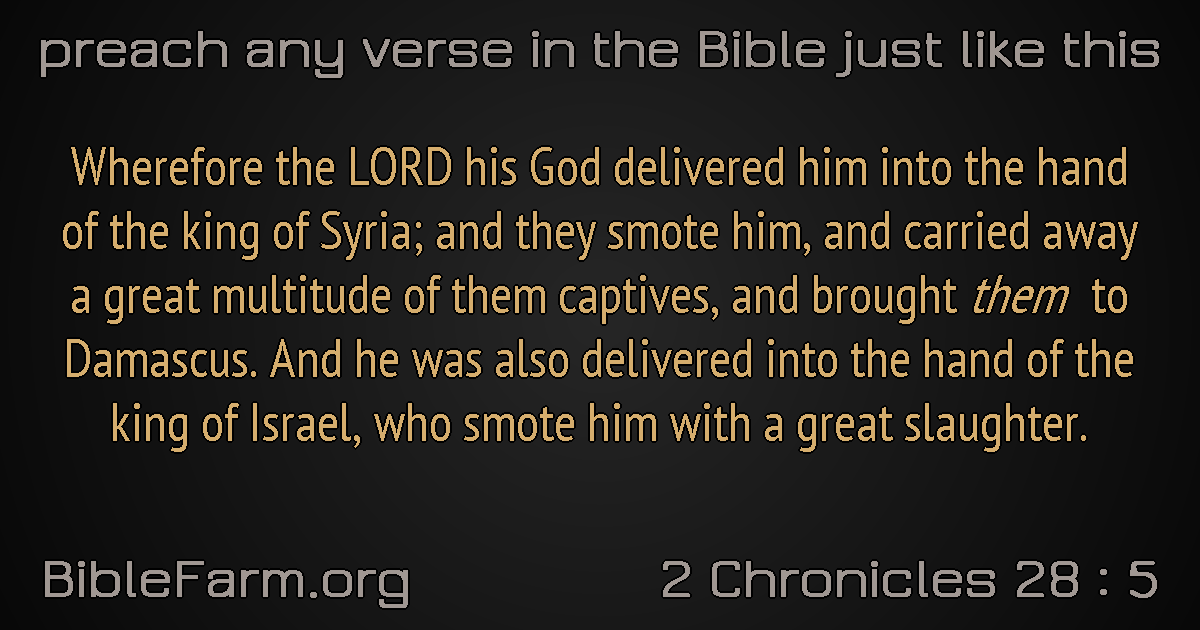 preach any verse in the Bible just like this
Wherefore the LORD his God delivered him into the hand
of the king of Syria; and they smote him, and carried away
a great multitude of them captives, and brought them to
Damascus. And he was also delivered into the hand of the
king of Israel, who smote him with a great slaughter.
BibleFarm.org
2 Chronicles 28 : 5